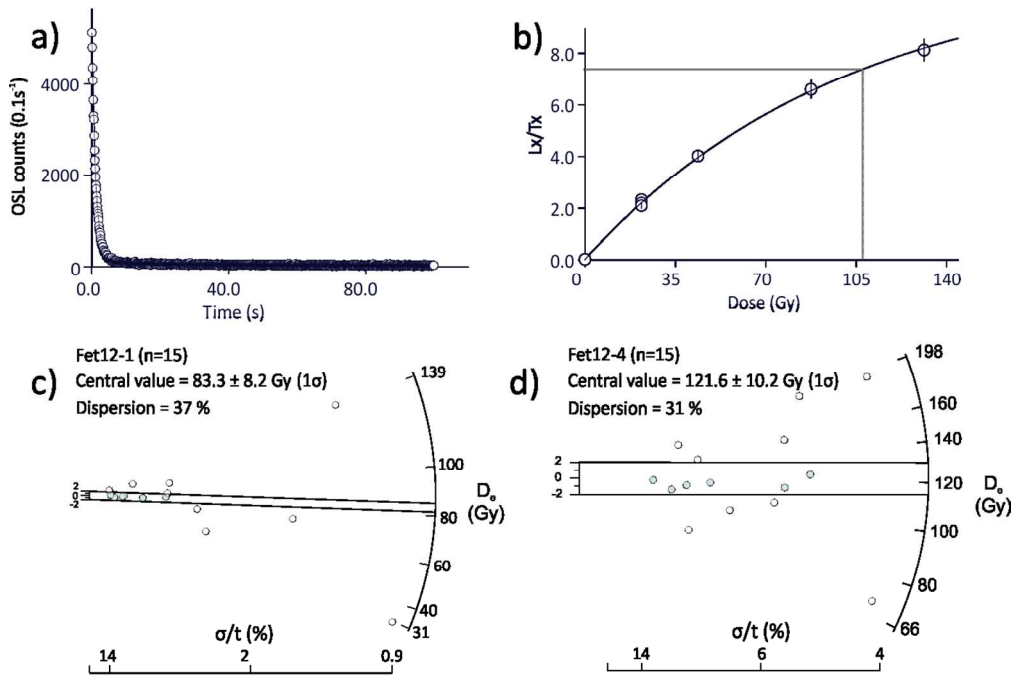 a)
OSL counts (0.1s-1)
4000
2000
0
0.0 40.0 80.0
Time (s)
b)
Lx/Tx
8.0
6.0
4.0
2.0
0.0
0 35 70 105 140
Dose (Gy)
c)
Fet12-1 (n=15)
Central value = 83.3 ± 8.2 Gy (1σ)
Dispersion = 37 %
2
0
-2
139
100
80
60
40
31
De
(Gy)
σ/t (%)
14 2 0.9
d)
Fet12-4 (n=15)
Central value = 121.6 ± 10.2 Gy (1σ)
Dispersion = 31 %
2
0
-2
198
160
140
120
100
80
66
De
(Gy)
σ/t (%)
14 6 4